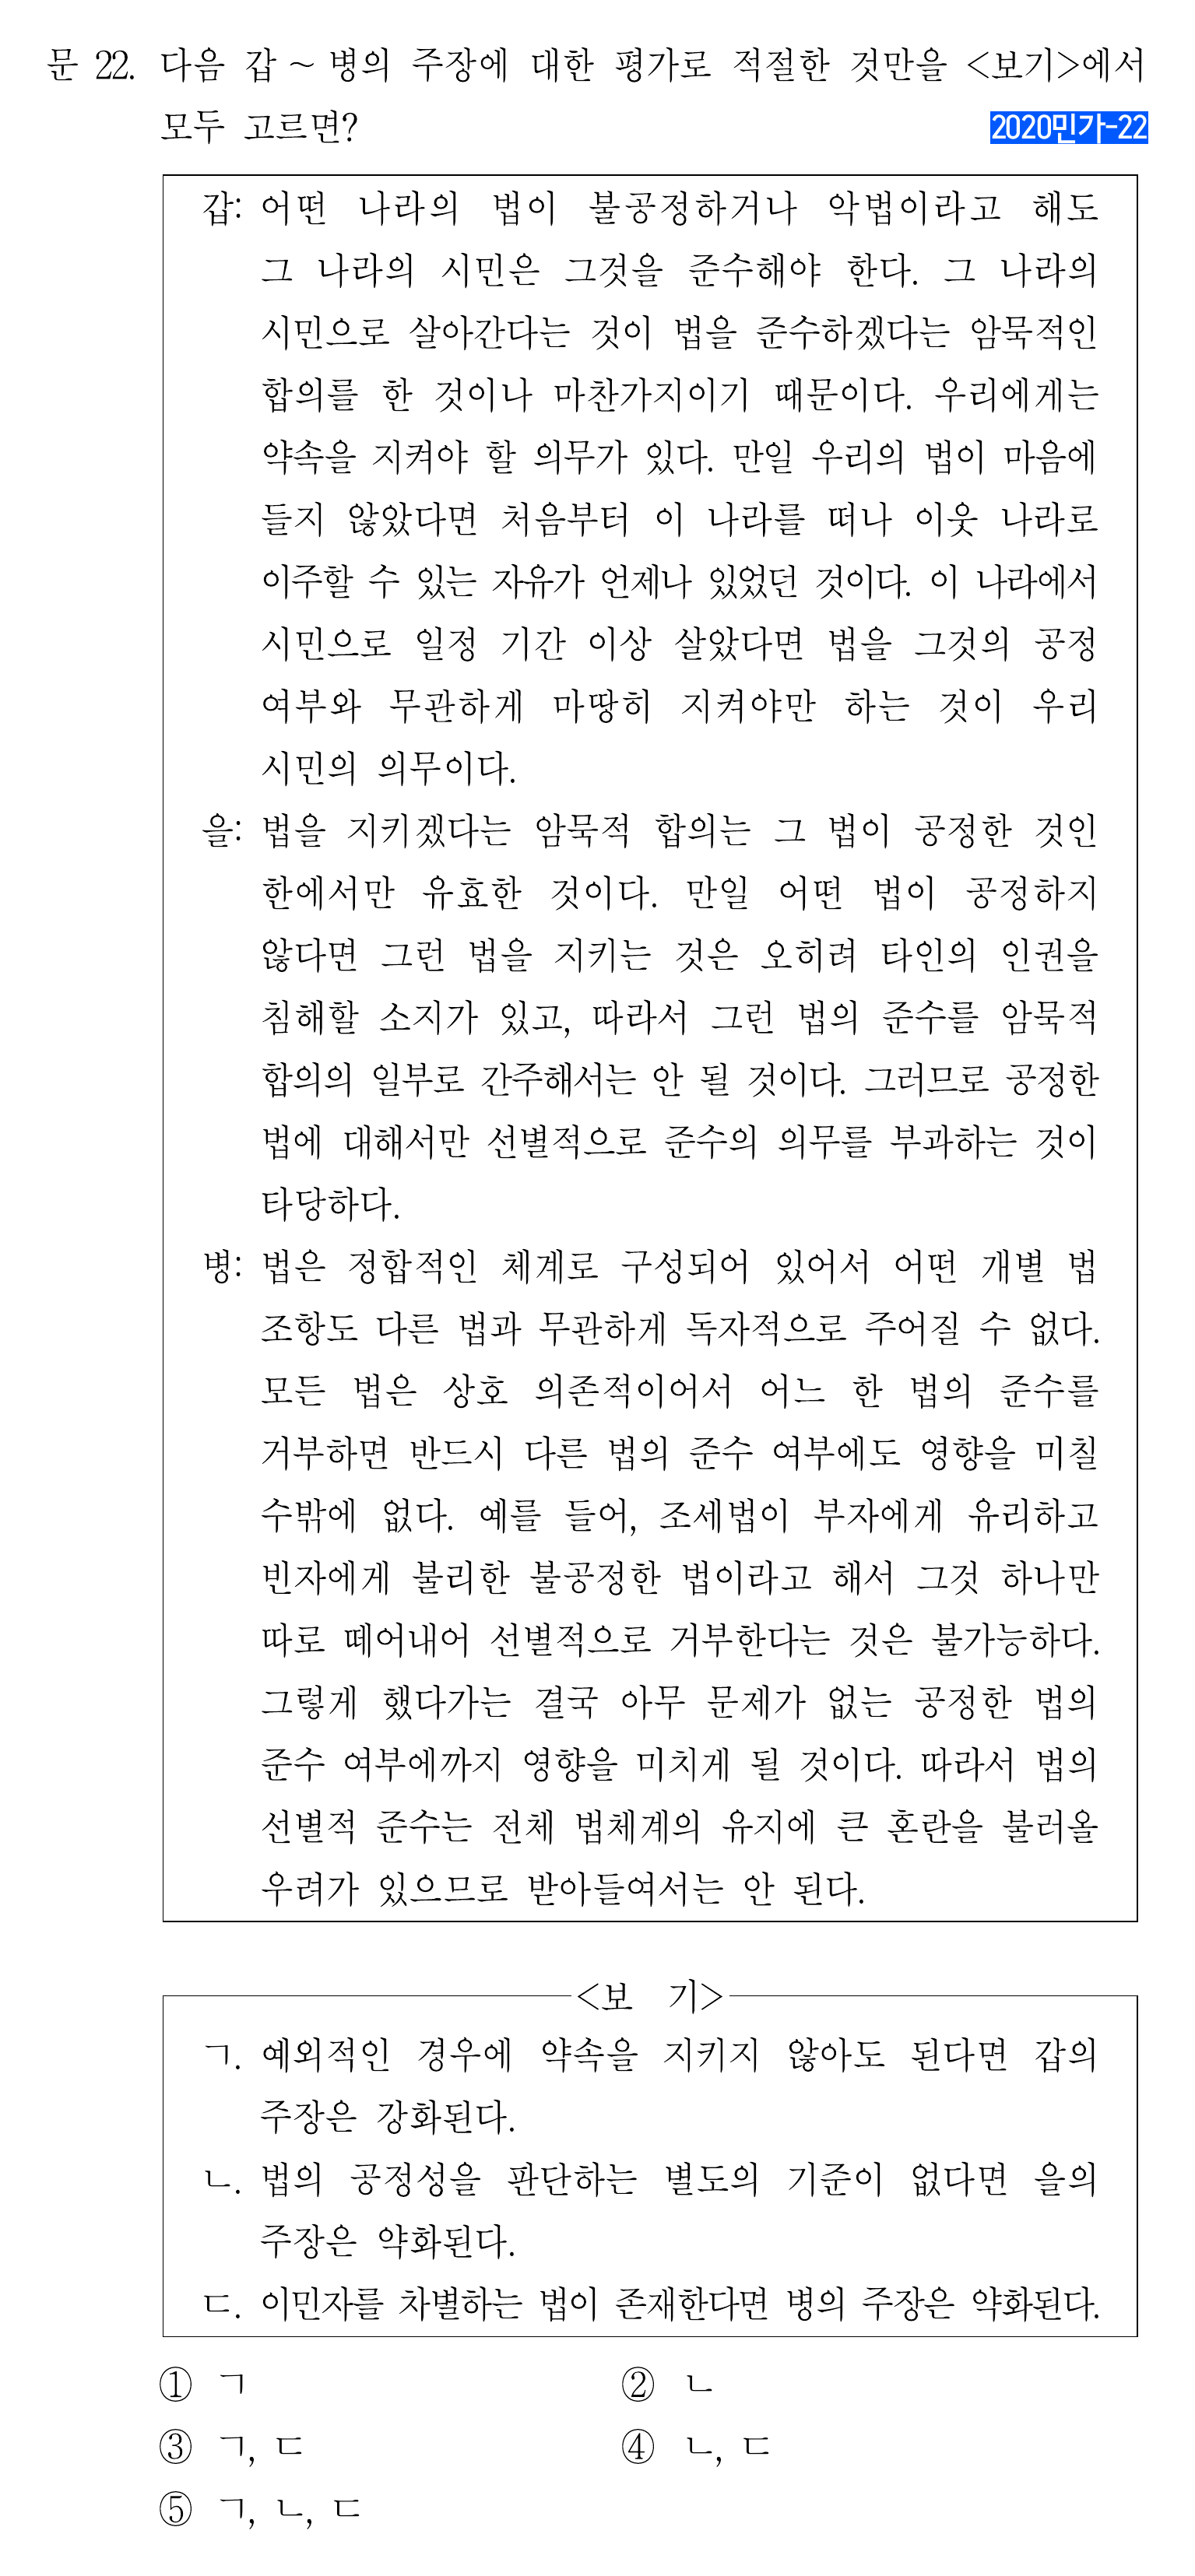 문 22. 다음 갑 ~ 병의 주장에 대한 평가로 적절한 것만을 <보기>에서
모두 고르면?
2020민가-22
갑: 어떤 나라의 법이 불공정하거나 악법이라고 해도
그 나라의 시민은 그것을 준수해야 한다. 그 나라의
시민으로 살아간다는 것이 법을 준수하겠다는 암묵적인
합의를 한 것이나 마찬가지이기 때문이다. 우리에게는
약속을 지켜야 할 의무가 있다. 만일 우리의 법이 마음에
들지 않았다면 처음부터 이 나라를 떠나 이웃 나라로
이주할 수 있는 자유가 언제나 있었던 것이다. 이 나라에서
시민으로 일정 기간 이상 살았다면 법을 그것의 공정
여부와 무관하게 마땅히 지켜야만 하는 것이 우리
시민의 의무이다.
을: 법을 지키겠다는 암묵적 합의는 그 법이 공정한 것인
한에서만 유효한 것이다. 만일 어떤 법이 공정하지
않다면 그런 법을 지키는 것은 오히려 타인의 인권을
침해할 소지가 있고, 따라서 그런 법의 준수를 암묵적
합의의 일부로 간주해서는 안 될 것이다. 그러므로 공정한
법에 대해서만 선별적으로 준수의 의무를 부과하는 것이
타당하다.
병: 법은 정합적인 체계로 구성되어 있어서 어떤 개별 법
조항도 다른 법과 무관하게 독자적으로 주어질 수 없다.
모든 법은 상호 의존적이어서 어느 한 법의 준수를
거부하면 반드시 다른 법의 준수 여부에도 영향을 미칠
수밖에 없다. 예를 들어, 조세법이 부자에게 유리하고
빈자에게 불리한 불공정한 법이라고 해서 그것 하나만
따로 떼어내어 선별적으로 거부한다는 것은 불가능하다.
그렇게 했다가는 결국 아무 문제가 없는 공정한 법의
준수 여부에까지 영향을 미치게 될 것이다. 따라서 법의
선별적 준수는 전체 법체계의 유지에 큰 혼란을 불러올
우려가 있으므로 받아들여서는 안 된다.
<보 기>
ㄱ. 예외적인 경우에 약속을 지키지 않아도 된다면 갑의
주장은 강화된다.
ㄴ. 법의 공정성을 판단하는 별도의 기준이 없다면 을의
주장은 약화된다.
ㄷ. 이민자를 차별하는 법이 존재한다면 병의 주장은 약화된다.
① ㄱ ② ㄴ
③ ㄱ, ㄷ ④ ㄴ, ㄷ
⑤ ㄱ, ㄴ, ㄷ